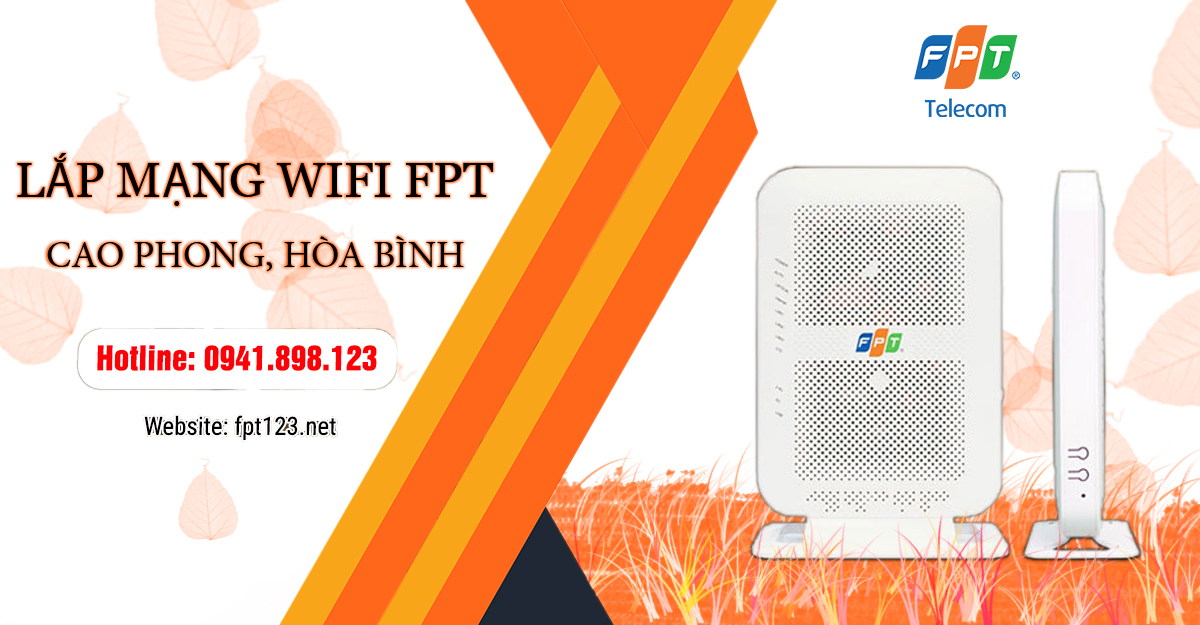 FPT®
Telecom
LẮP MẠNG WIFI FPT
CAO PHONG, HÒA BÌNH
Hotline: 0941.898.123
Website: fpt123.net
FPT